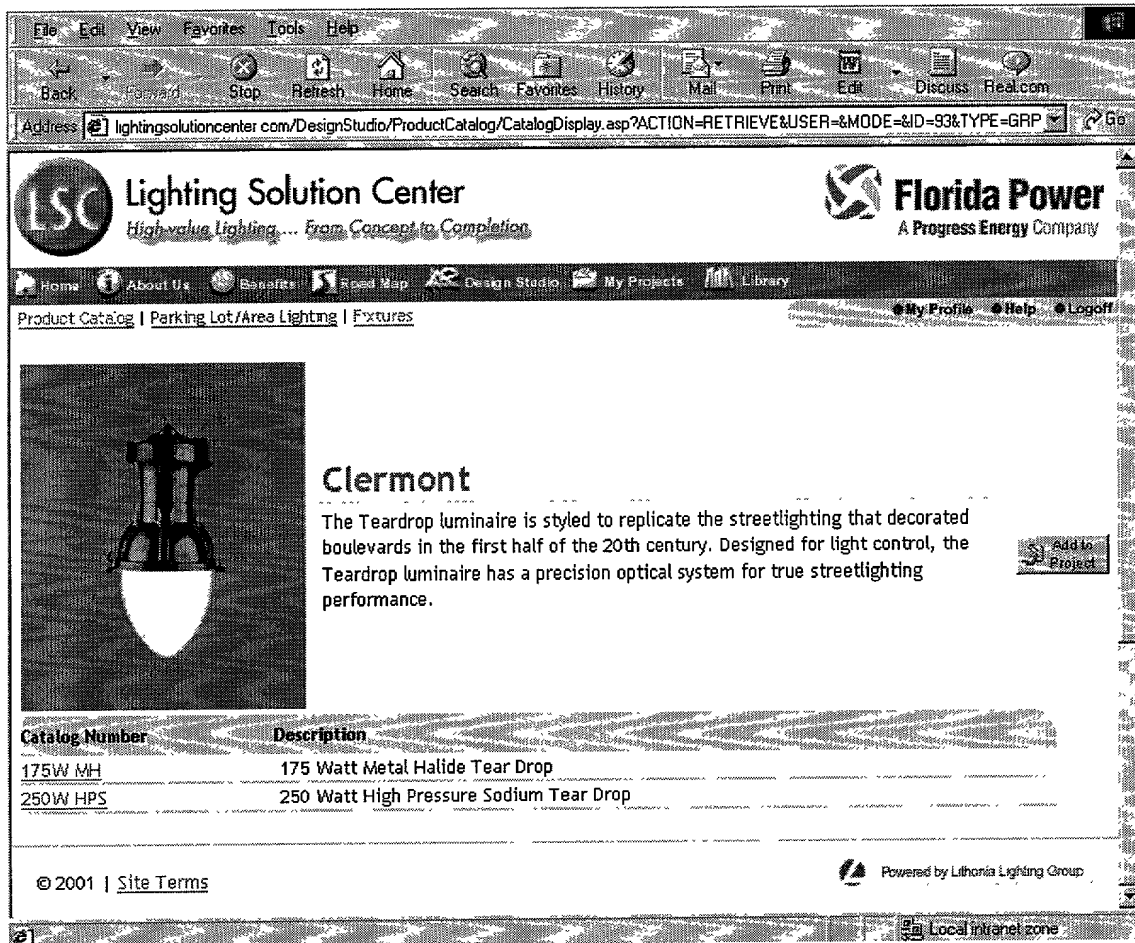 File Edit View Favorites Tools Help
Back Forward Stop Refresh Home Search Favorites History Mail Print Edit Discuss Real.com
Address lightingsolutioncenter.com/DesignStudio/ProductCatalog/CatalogDisplay.asp?ACTION=RETRIEVE&USER=&MODE=&ID=93&TYPE=GRP Go
LSC Lighting Solution Center
High-value Lighting.... From Concept to Completion
Florida Power
A Progress Energy Company
Home About Us Benefits Road Map Design Studio My Projects Library
Product Catalog | Parking Lot/Area Lighting | Fixtures
My Profile Help Logoff
Clermont
The Teardrop luminaire is styled to replicate the streetlighting that decorated
boulevards in the first half of the 20th century. Designed for light control, the
Teardrop luminaire has a precision optical system for true streetlighting
performance.
Add to
Project
Catalog Number Description
175W MH 175 Watt Metal Halide Tear Drop
250W HPS 250 Watt High Pressure Sodium Tear Drop
© 2001 | Site Terms
Powered by Lithonia Lighting Group
Local intranet zone